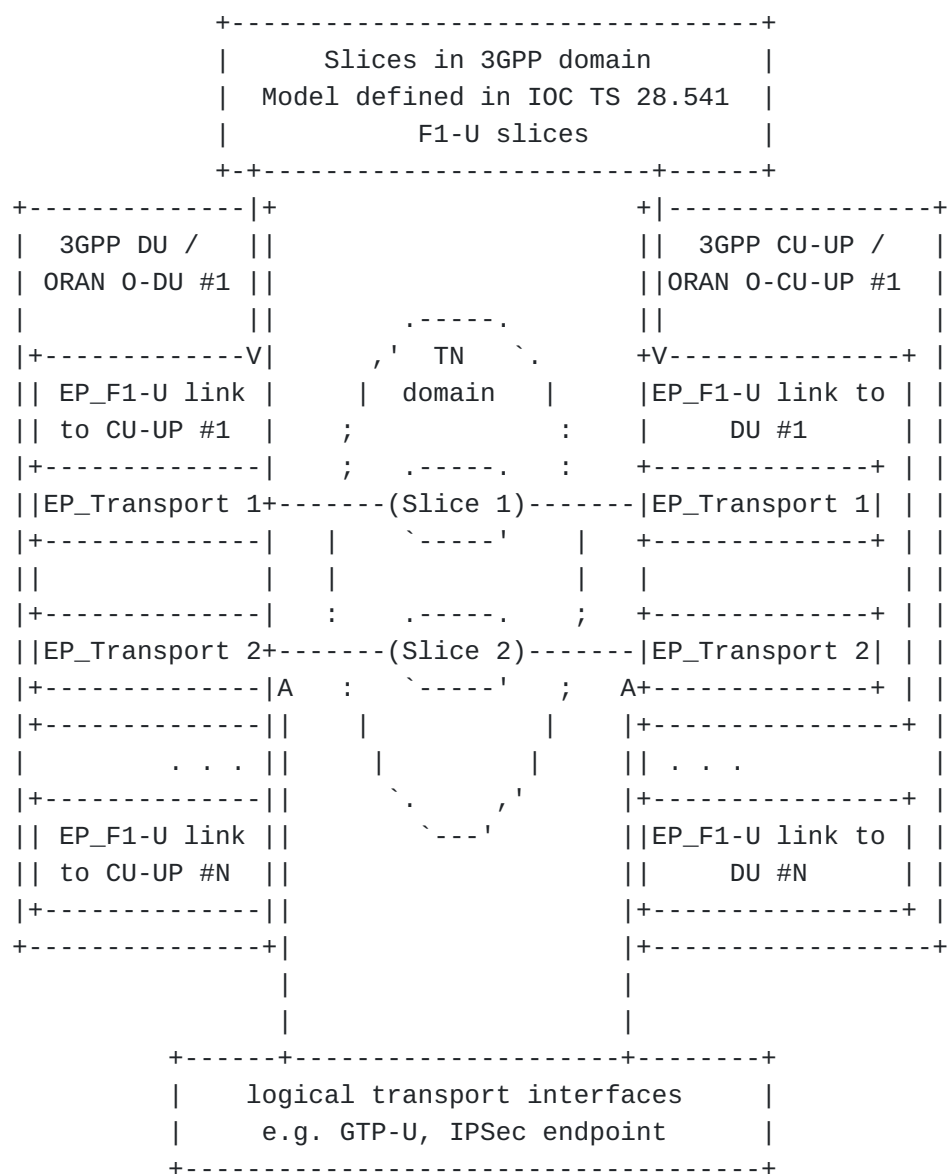 Slices in 3GPP domain
Model defined in IOC TS 28.541
F1-U slices
3GPP DU /
ORAN O-DU #1
3GPP CU-UP /
ORAN O-CU-UP #1
TN
domain
EP_F1-U link
to CU-UP #1
EP_F1-U link to
DU #1
EP_Transport 1
(Slice 1)
EP_Transport 1
EP_Transport 2
(Slice 2)
EP_Transport 2
. . .
. . .
EP_F1-U link
to CU-UP #N
EP_F1-U link to
DU #N
logical transport interfaces
e.g. GTP-U, IPSec endpoint